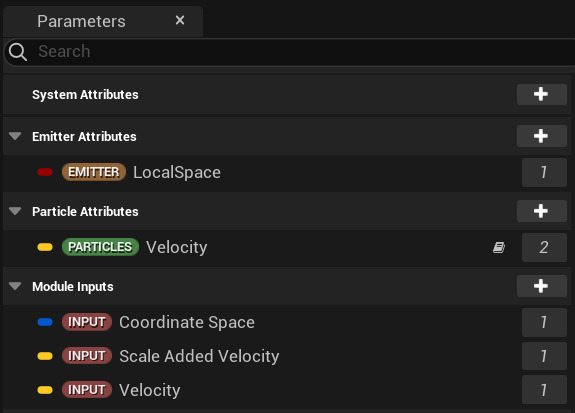 Parameters ×
Search
System Attributes
Emitter Attributes
EMITTER LocalSpace 1
Particle Attributes
PARTICLES Velocity 2
Module Inputs
INPUT Coordinate Space 1
INPUT Scale Added Velocity 1
INPUT Velocity 1